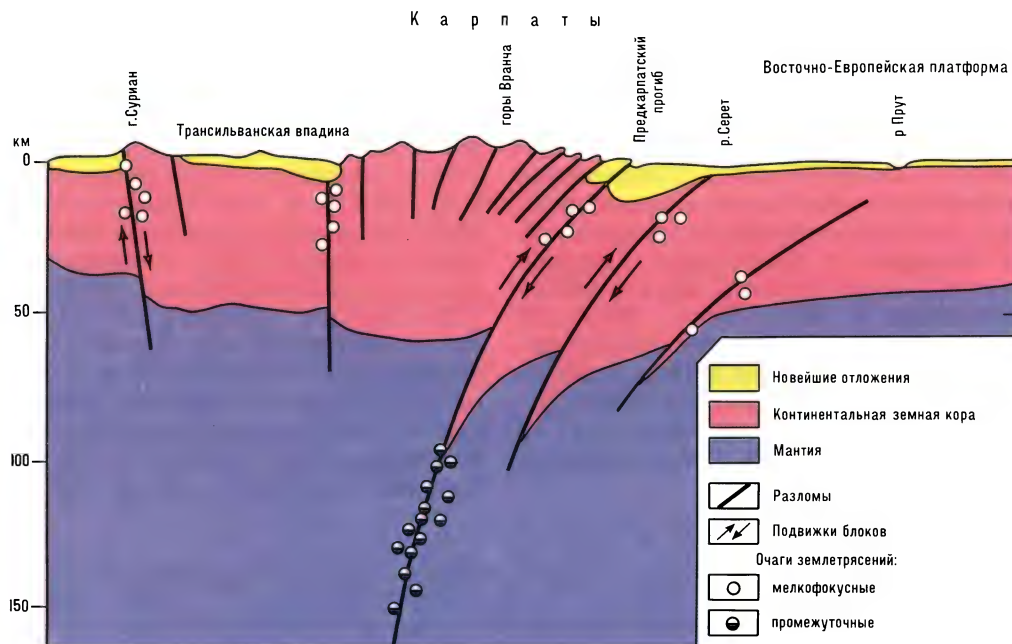 Карпаты
г. Суриан
Трансильванская впадина
горы Вранча
Предкарпатский
прогиб
р. Серет
Восточно-Европейская платформа
р Прут
км
0
50
100
150
Новейшие отложения
Континентальная земная кора
Мантия
Разломы
Подвижки блоков
Очаги землетрясений:
мелкофокусные
промежуточные